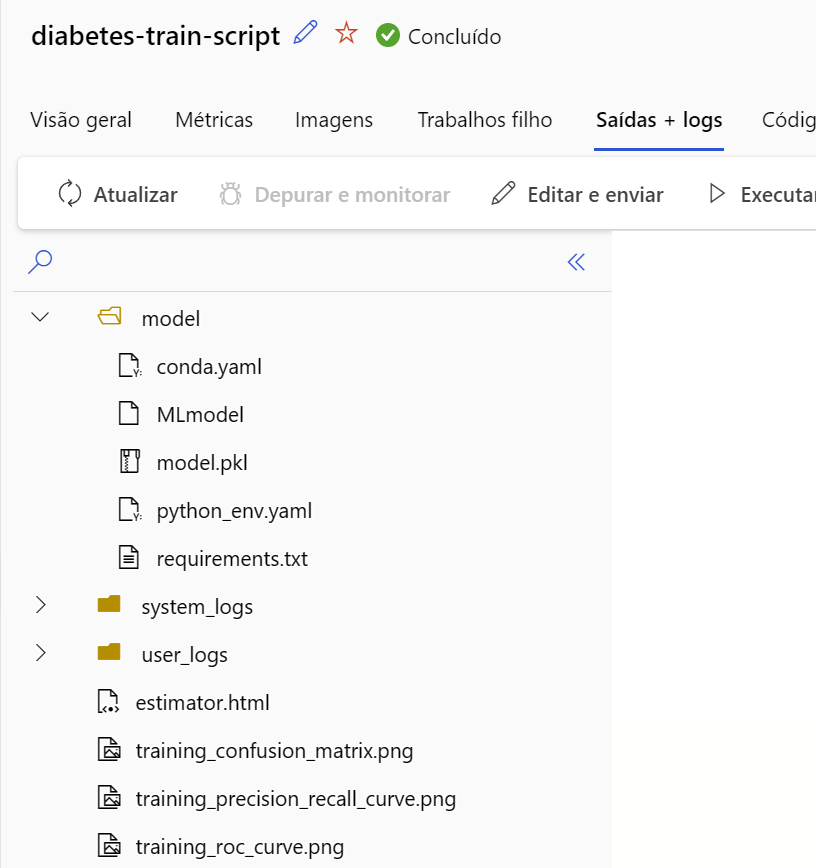 diabetes-train-script Concluído
Visão geral Métricas Imagens Trabalhos filho Saídas + logs Códig
Atualizar Depurar e monitorar Editar e enviar Executar
model
conda.yaml
MLmodel
model.pkl
python_env.yaml
requirements.txt
system_logs
user_logs
estimator.html
training_confusion_matrix.png
training_precision_recall_curve.png
training_roc_curve.png